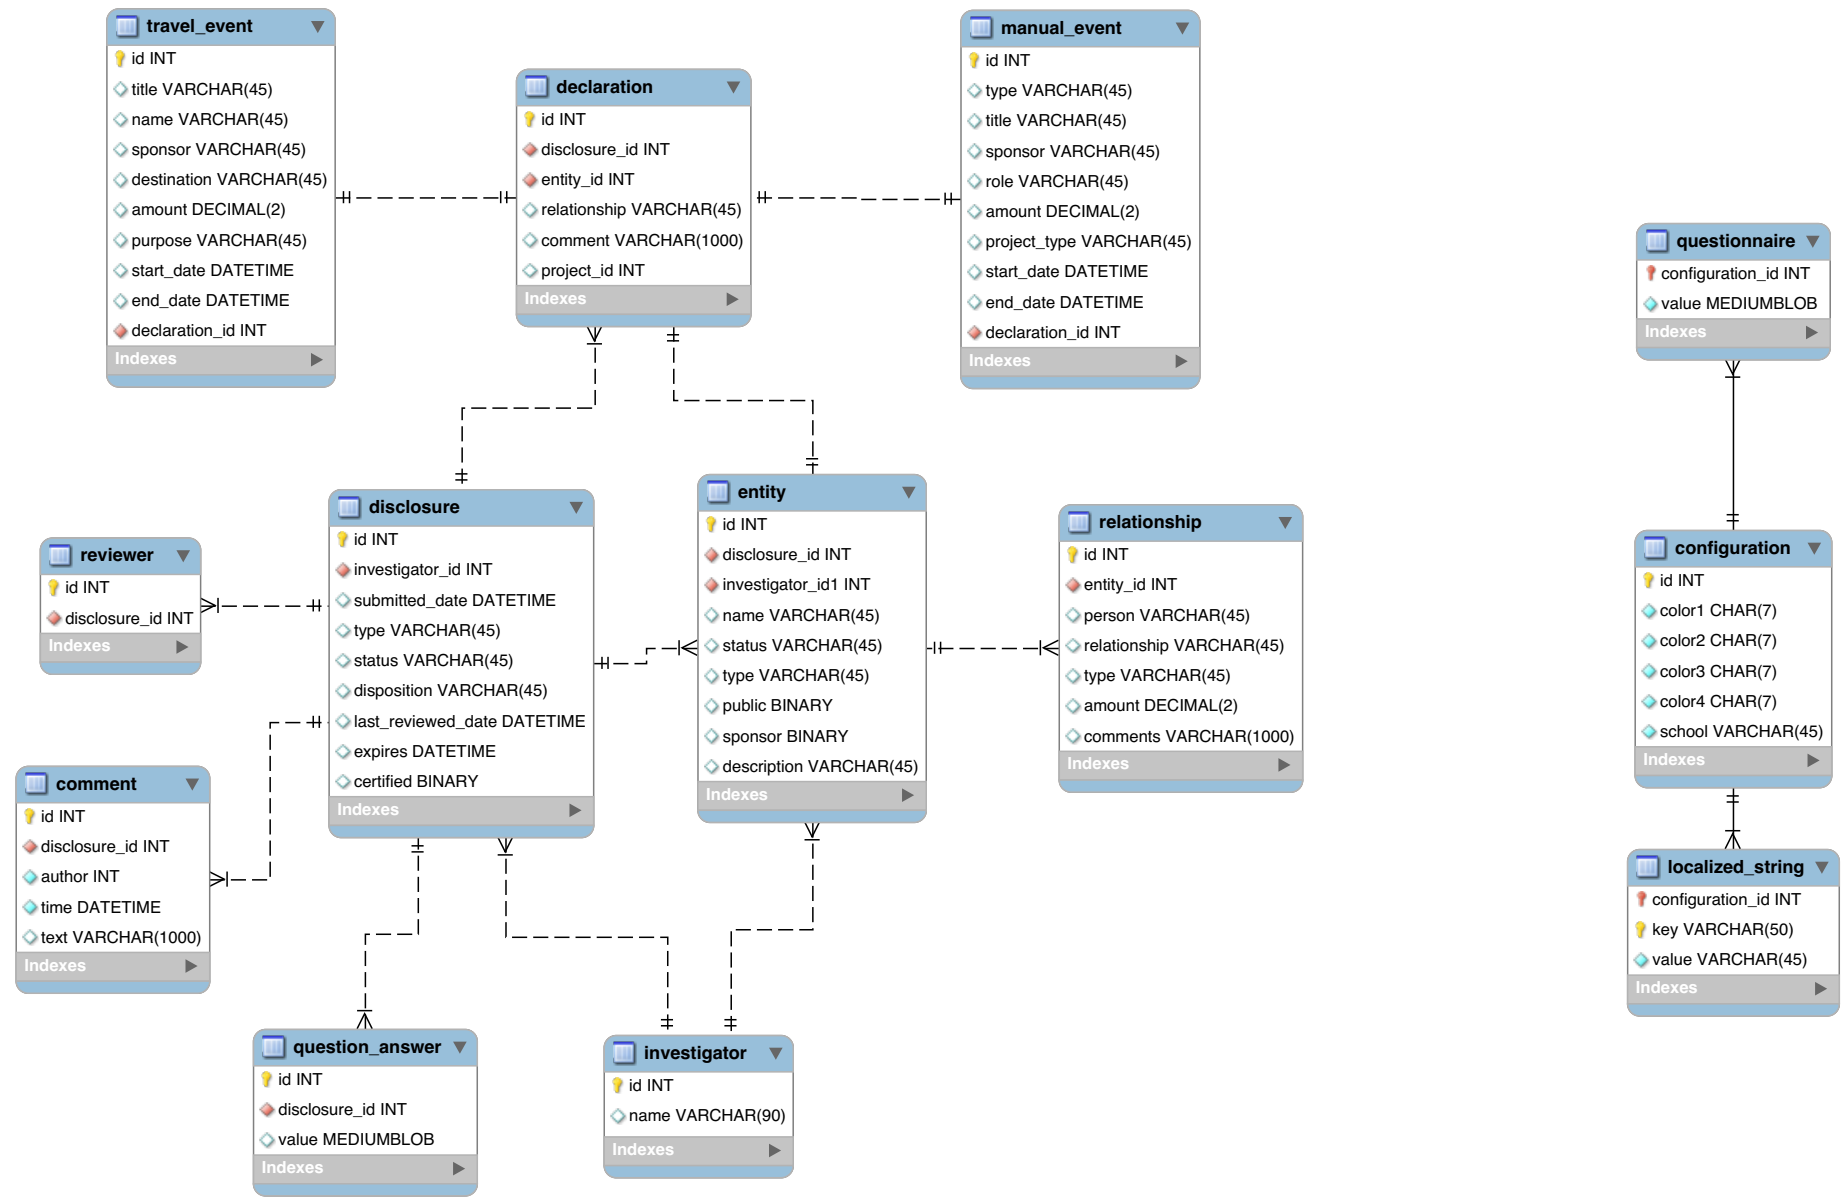 travel_event
id INT
title VARCHAR(45)
name VARCHAR(45)
sponsor VARCHAR(45)
destination VARCHAR(45)
amount DECIMAL(2)
purpose VARCHAR(45)
start_date DATETIME
end_date DATETIME
declaration_id INT
Indexes
declaration
id INT
disclosure_id INT
entity_id INT
relationship VARCHAR(45)
comment VARCHAR(1000)
project_id INT
Indexes
manual_event
id INT
type VARCHAR(45)
title VARCHAR(45)
sponsor VARCHAR(45)
role VARCHAR(45)
amount DECIMAL(2)
project_type VARCHAR(45)
start_date DATETIME
end_date DATETIME
declaration_id INT
Indexes
questionnaire
configuration_id INT
value MEDIUMBLOB
Indexes
reviewer
id INT
disclosure_id INT
Indexes
disclosure
id INT
investigator_id INT
submitted_date DATETIME
type VARCHAR(45)
status VARCHAR(45)
disposition VARCHAR(45)
last_reviewed_date DATETIME
expires DATETIME
certified BINARY
Indexes
entity
id INT
disclosure_id INT
investigator_id1 INT
name VARCHAR(45)
status VARCHAR(45)
type VARCHAR(45)
public BINARY
sponsor BINARY
description VARCHAR(45)
Indexes
relationship
id INT
entity_id INT
person VARCHAR(45)
relationship VARCHAR(45)
type VARCHAR(45)
amount DECIMAL(2)
comments VARCHAR(1000)
Indexes
configuration
id INT
color1 CHAR(7)
color2 CHAR(7)
color3 CHAR(7)
color4 CHAR(7)
school VARCHAR(45)
Indexes
comment
id INT
disclosure_id INT
author INT
time DATETIME
text VARCHAR(1000)
Indexes
localized_string
configuration_id INT
key VARCHAR(50)
value VARCHAR(45)
Indexes
question_answer
id INT
disclosure_id INT
value MEDIUMBLOB
Indexes
investigator
id INT
name VARCHAR(90)
Indexes